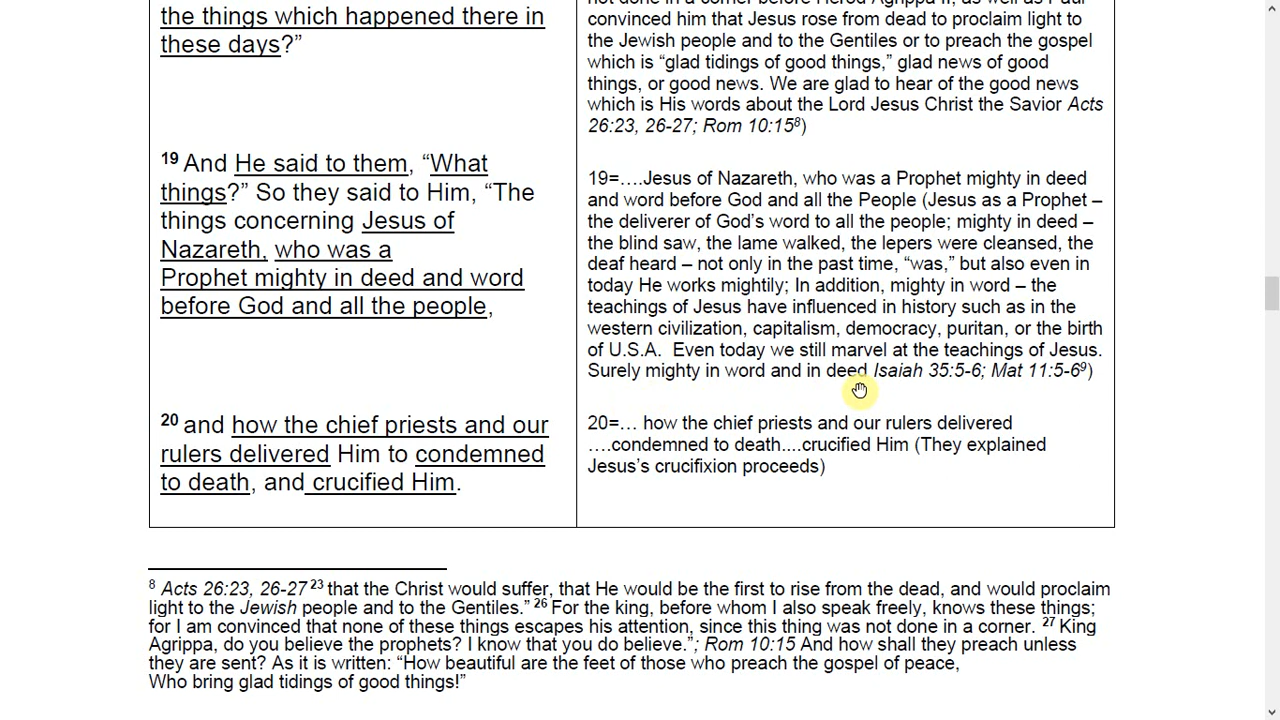 the things which happened there in
these days?”
19 And He said to them, “What
things?” So they said to Him, “The
things concerning Jesus of
Nazareth, who was a
Prophet mighty in deed and word
before God and all the people,
20 and how the chief priests and our
rulers delivered Him to condemned
to death, and crucified Him.
convinced him that Jesus rose from dead to proclaim light to
the Jewish people and to the Gentiles or to preach the gospel
which is “glad tidings of good things,” glad news of good
things, or good news. We are glad to hear of the good news
which is His words about the Lord Jesus Christ the Savior Acts
26:23, 26-27; Rom 10:15⁸)
19=….Jesus of Nazareth, who was a Prophet mighty in deed
and word before God and all the People (Jesus as a Prophet –
the deliverer of God’s word to all the people; mighty in deed –
the blind saw, the lame walked, the lepers were cleansed, the
deaf heard – not only in the past time, “was,” but also even in
today He works mightily; In addition, mighty in word – the
teachings of Jesus have influenced in history such as in the
western civilization, capitalism, democracy, puritan, or the birth
of U.S.A.  Even today we still marvel at the teachings of Jesus.
Surely mighty in word and in deed Isaiah 35:5-6; Mat 11:5-6⁹)
20=… how the chief priests and our rulers delivered
….condemned to death....crucified Him (They explained
Jesus’s crucifixion proceeds)
8 Acts 26:23, 26-27 23 that the Christ would suffer, that He would be the first to rise from the dead, and would proclaim
light to the Jewish people and to the Gentiles.” 26 For the king, before whom I also speak freely, knows these things;
for I am convinced that none of these things escapes his attention, since this thing was not done in a corner. 27 King
Agrippa, do you believe the prophets? I know that you do believe.”; Rom 10:15 And how shall they preach unless
they are sent? As it is written: “How beautiful are the feet of those who preach the gospel of peace,
Who bring glad tidings of good things!”